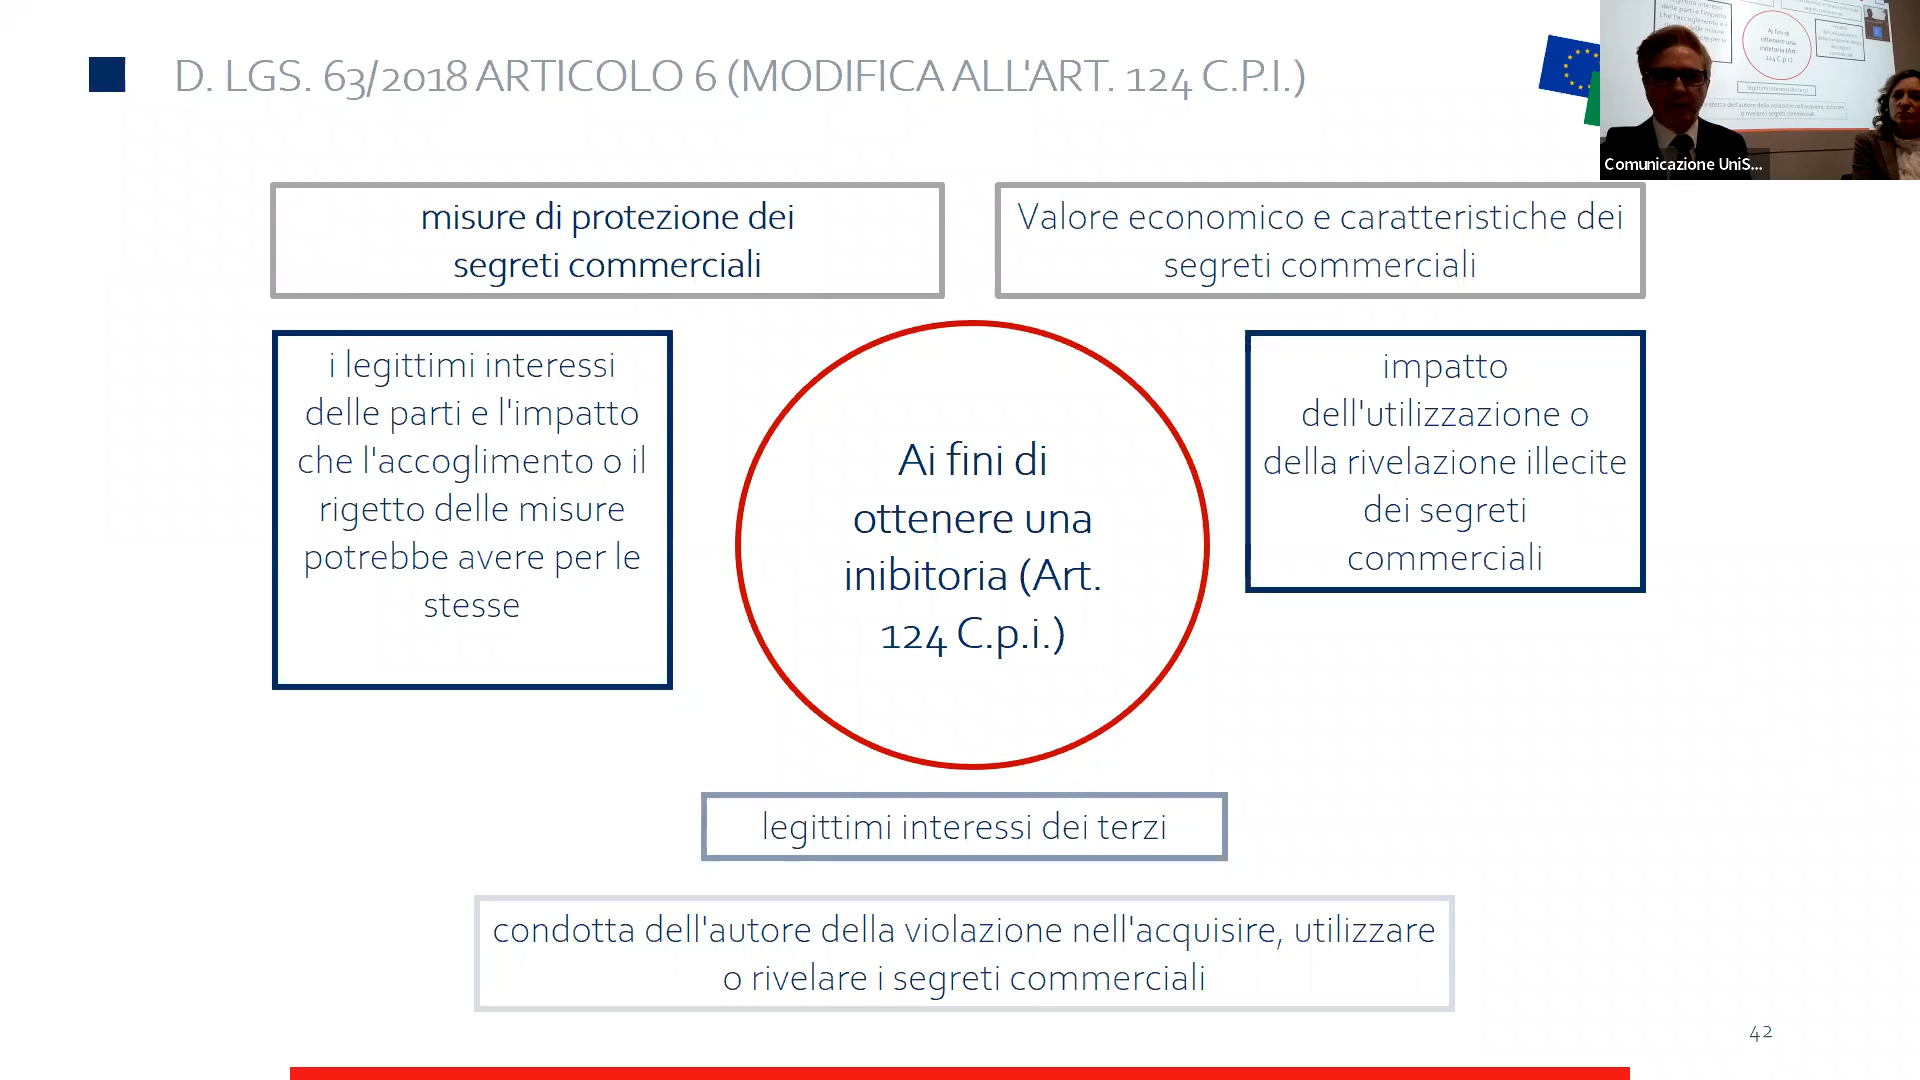 D. LGS. 63/2018 ARTICOLO 6 (MODIFICA ALL'ART. 124 C.P.I.)
Comunicazione UniS...
misure di protezione dei
segreti commerciali
Valore economico e caratteristiche dei
segreti commerciali
i legittimi interessi
delle parti e l'impatto
che l'accoglimento o il
rigetto delle misure
potrebbe avere per le
stesse
Ai fini di
ottenere una
inibitoria (Art.
124 C.p.i.)
impatto
dell'utilizzazione o
della rivelazione illecite
dei segreti
commerciali
legittimi interessi dei terzi
condotta dell'autore della violazione nell'acquisire, utilizzare
o rivelare i segreti commerciali
42